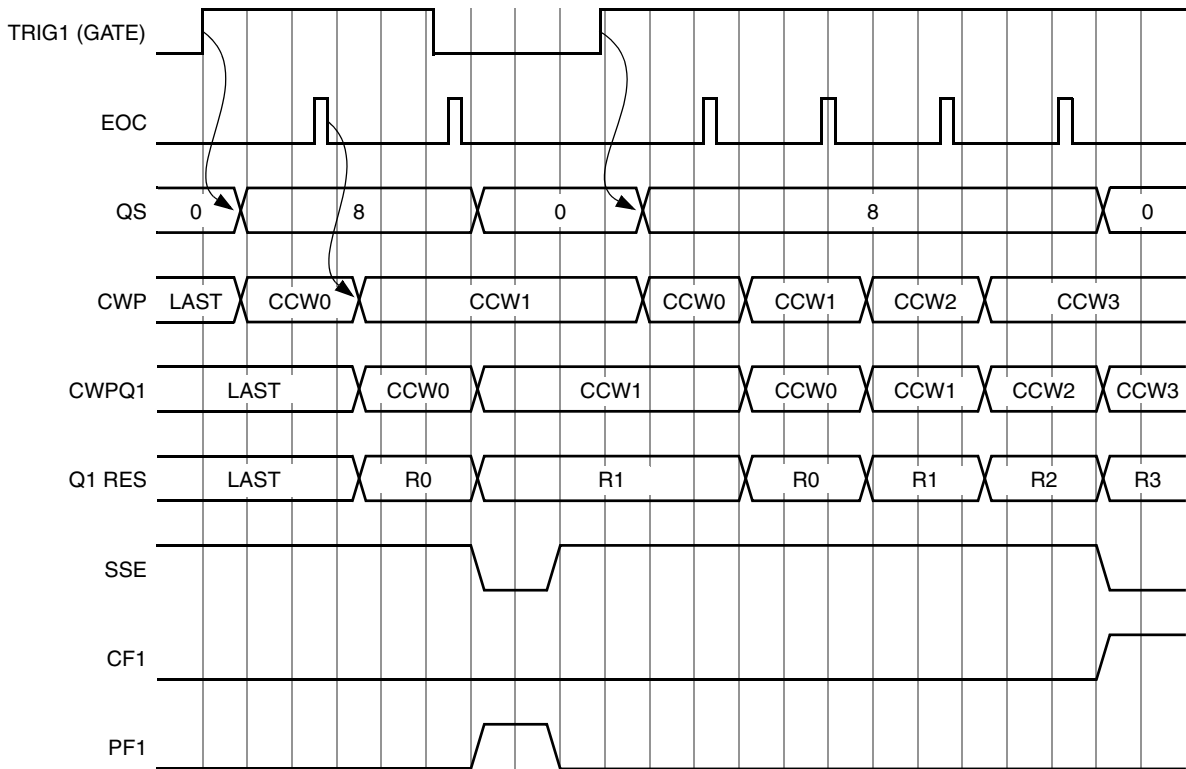 TRIG1 (GATE)
EOC
QS 0 8 0 8 0
CWP LAST CCW0 CCW1 CCW0 CCW1 CCW2 CCW3
CWPQ1 LAST CCW0 CCW1 CCW0 CCW1 CCW2 CCW3
Q1 RES LAST R0 R1 R0 R1 R2 R3
SSE
CF1
PF1